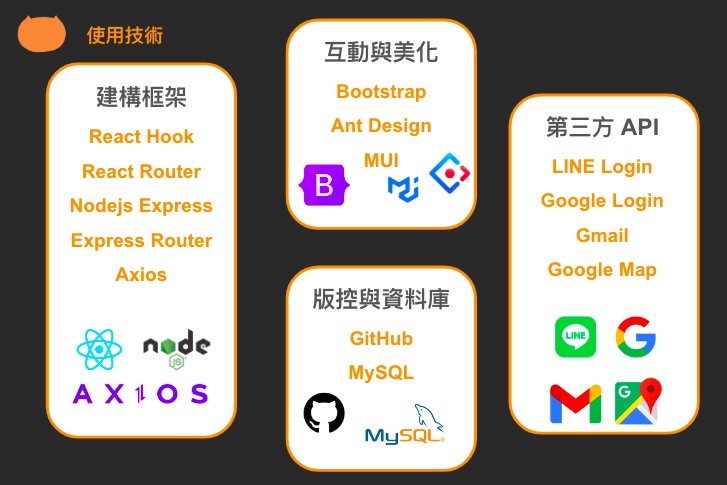 使用技術
建構框架
React Hook
React Router
Nodejs Express
Express Router
Axios
node
JS
AXIOS
互動與美化
Bootstrap
Ant Design
MUI
B
版控與資料庫
GitHub
MySQL
MySQL
第三方 API
LINE Login
Google Login
Gmail
Google Map
LINE
G
G